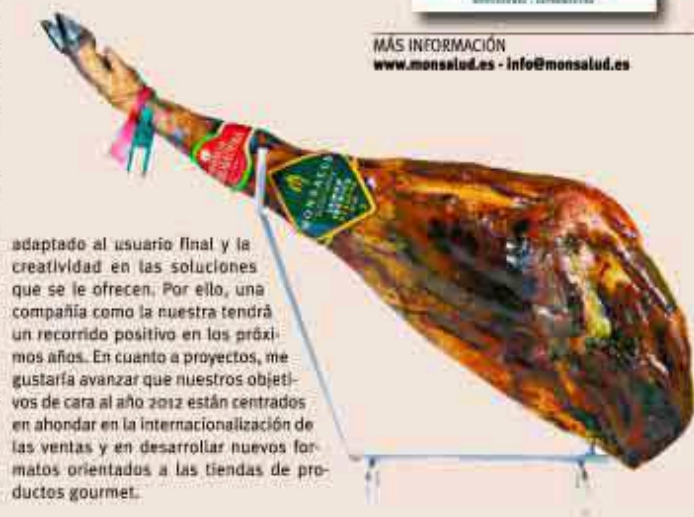 MÁS INFORMACIÓN
www.monsalud.es - info@monsalud.es
MONSALUD
adaptado al usuario final y la
creatividad en las soluciones
que se le ofrecen. Por ello, una
compañía como la nuestra tendrá
un recorrido positivo en los próxi-
mos años. En cuanto a proyectos, me
gustaría avanzar que nuestros objeti-
vos de cara al año 2012 están centrados
en ahondar en la internacionalización de
las ventas y en desarrollar nuevos for-
matos orientados a las tiendas de pro-
ductos gourmet.